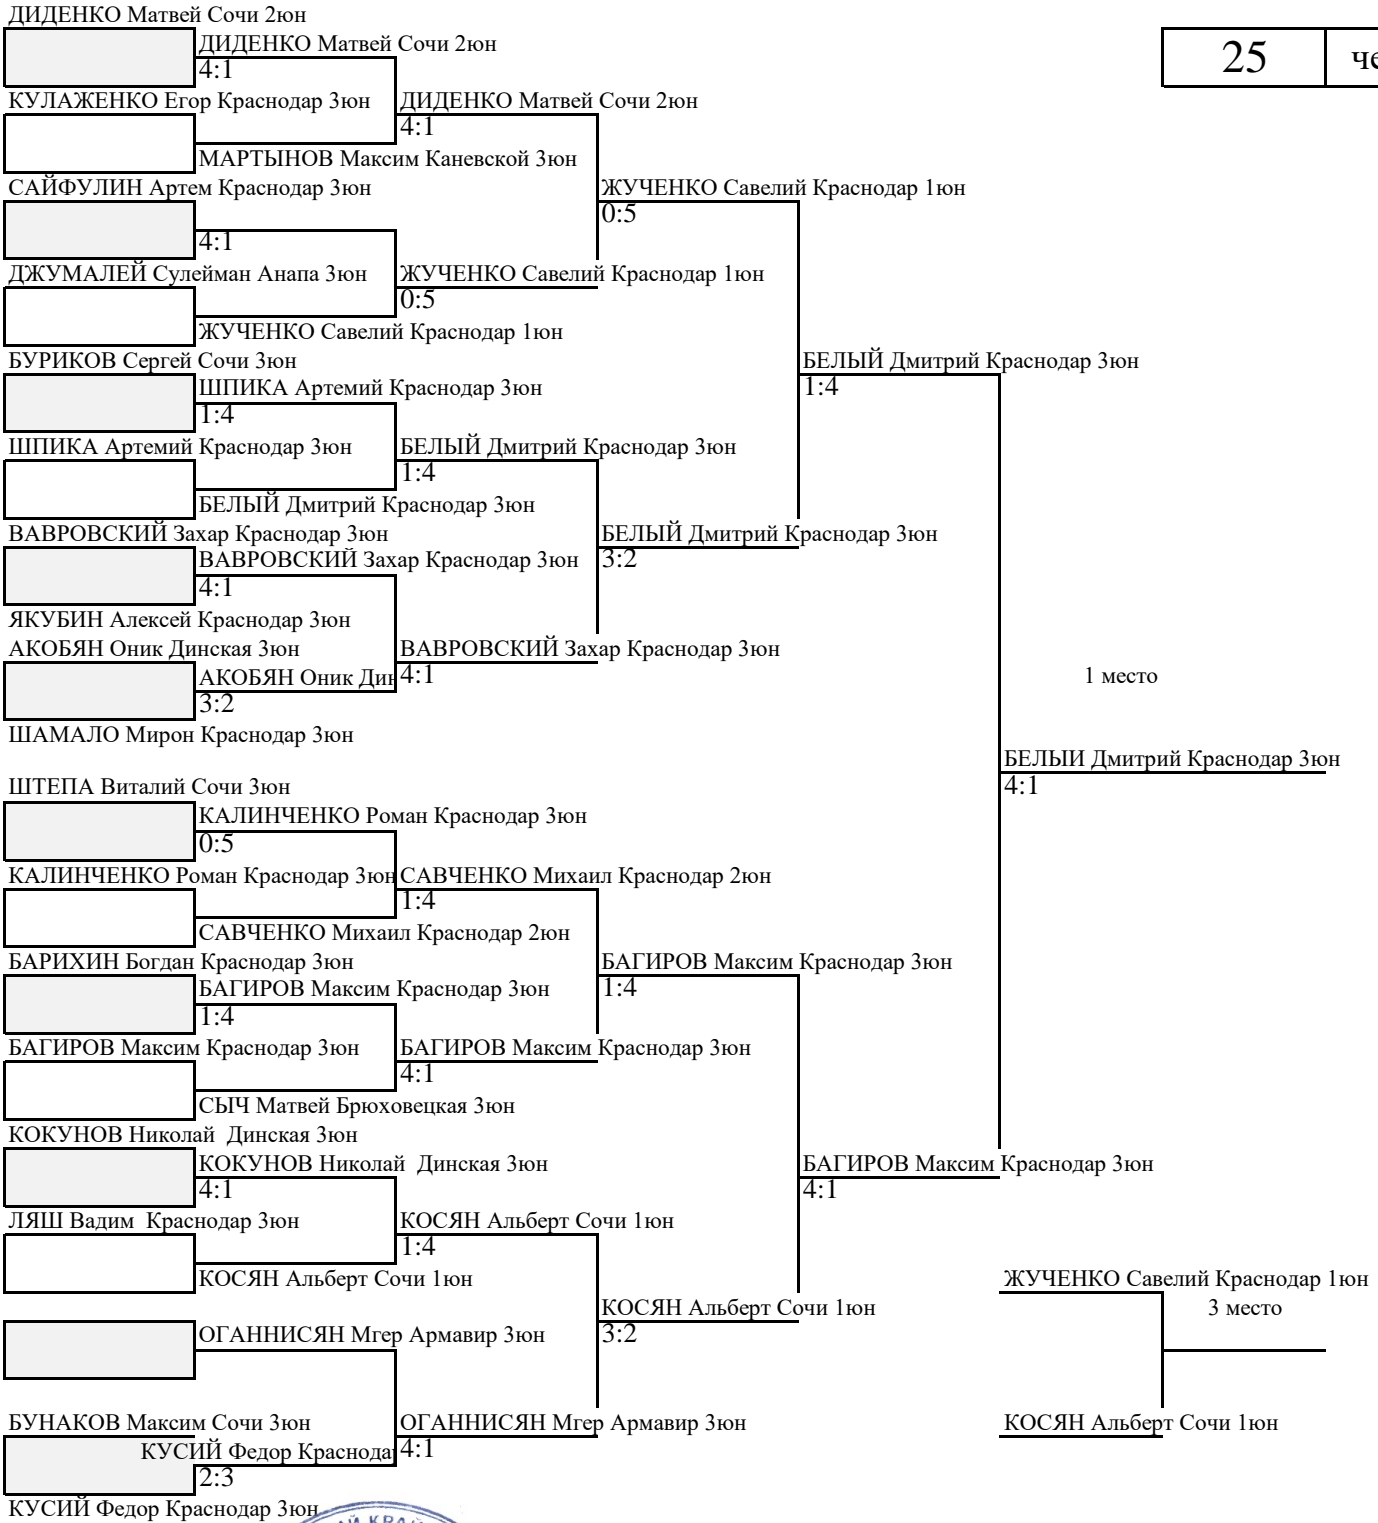 ДИДЕНКО Матвей Сочи 2юн
ДИДЕНКО Матвей Сочи 2юн
25
4:1
КУЛАЖЕНКО Егор Краснодар 3юн
ДИДЕНКО Матвей Сочи 2юн
4:1
МАРТЫНОВ Максим Каневской 3юн
САЙФУЛИН Артем Краснодар 3юн
ЖУЧЕНКО Савелий Краснодар 1юн
0:5
4:1
ДЖУМАЛЕЙ Сулейман Анапа 3юн
ЖУЧЕНКО Савелий Краснодар 1юн
0:5
ЖУЧЕНКО Савелий Краснодар 1юн
БУРИКОВ Сергей Сочи 3юн
БЕЛЫЙ Дмитрий Краснодар 3юн
ШПИКА Артемий Краснодар 3юн
1:4
1:4
ШПИКА Артемий Краснодар 3юн
БЕЛЫЙ Дмитрий Краснодар 3юн
1:4
БЕЛЫЙ Дмитрий Краснодар 3юн
ВАВРОВСКИЙ Захар Краснодар 3юн
БЕЛЫЙ Дмитрий Краснодар 3юн
ВАВРОВСКИЙ Захар Краснодар 3юн
3:2
4:1
ЯКУБИН Алексей Краснодар 3юн
АКОБЯН Оник Динская 3юн
ВАВРОВСКИЙ Захар Краснодар 3юн
АКОБЯН Оник Дин
4:1
1 место
3:2
ШАМАЛО Мирон Краснодар 3юн
БЕЛЫЙ Дмитрий Краснодар 3юн
ШТЕПА Виталий Сочи 3юн
4:1
КАЛИНЧЕНКО Роман Краснодар 3юн
0:5
КАЛИНЧЕНКО Роман Краснодар 3юн
САВЧЕНКО Михаил Краснодар 2юн
1:4
САВЧЕНКО Михаил Краснодар 2юн
БАРИХИН Богдан Краснодар 3юн
БАГИРОВ Максим Краснодар 3юн
БАГИРОВ Максим Краснодар 3юн
1:4
1:4
БАГИРОВ Максим Краснодар 3юн
БАГИРОВ Максим Краснодар 3юн
4:1
СЫЧ Матвей Брюховецкая 3юн
КОКУНОВ Николай Динская 3юн
КОКУНОВ Николай Динская 3юн
БАГИРОВ Максим Краснодар 3юн
4:1
4:1
ЛЯШ Вадим Краснодар 3юн
КОСЯН Альберт Сочи 1юн
1:4
КОСЯН Альберт Сочи 1юн
ЖУЧЕНКО Савелий Краснодар 1юн
КОСЯН Альберт Сочи 1юн
3 место
ОГАННИСЯН Мгер Армавир 3юн
3:2
БУНАКОВ Максим Сочи 3юн
ОГАННИСЯН Мгер Армавир 3юн
КОСЯН Альберт Сочи 1юн
КУСИЙ Федор Краснода
4:1
2:3
КУСИЙ Федор Краснодар 3юн